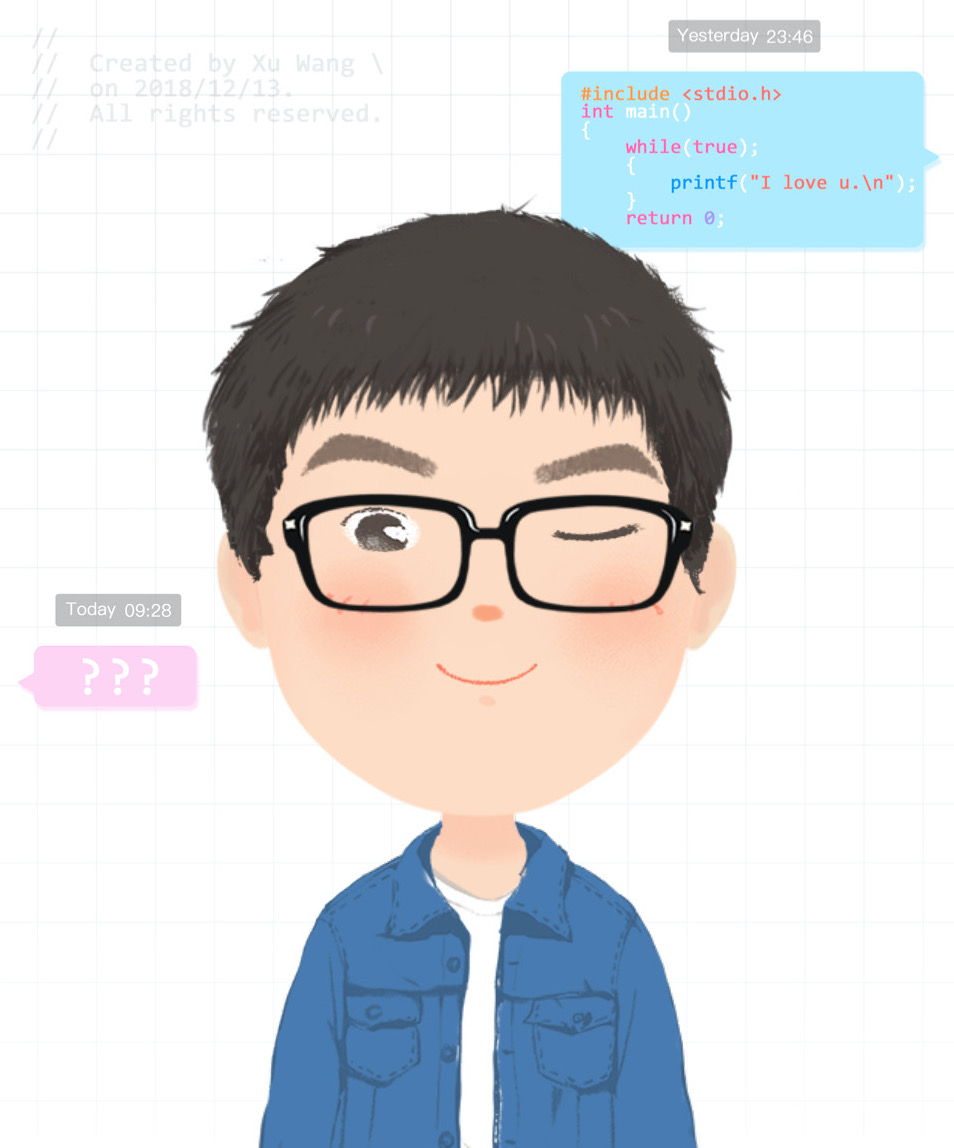 //
//  Created by Xu Wang \
//  on 2018/12/13.
//  All rights reserved.
//
Yesterday 23:46
#include <stdio.h>
int main()
{
    while(true);
    {
        printf("I love u.\n");
    }
    return 0;
Today 09:28
???